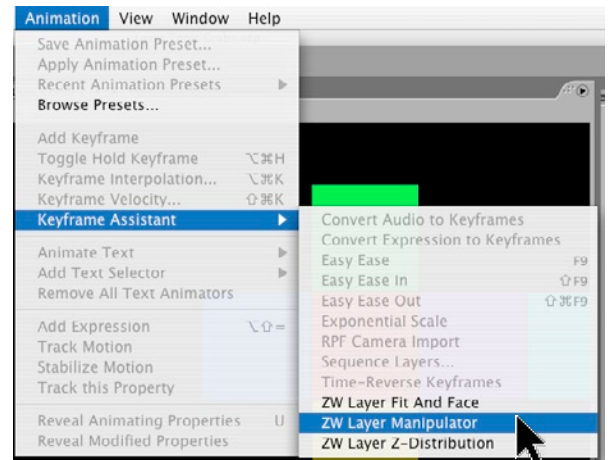 Animation View Window Help
Save Animation Preset...
Apply Animation Preset...
Recent Animation Presets
Browse Presets...
Add Keyframe
Toggle Hold Keyframe ⌥⌘H
Keyframe Interpolation... ⌥⌘K
Keyframe Velocity... ⇧⌘K
Keyframe Assistant
Animate Text
Add Text Selector
Remove All Text Animators
Add Expression ⌥⇧=
Track Motion
Stabilize Motion
Track this Property
Reveal Animating Properties U
Reveal Modified Properties
Convert Audio to Keyframes
Convert Expression to Keyframes
Easy Ease F9
Easy Ease In ⇧F9
Easy Ease Out ⇧⌘F9
Exponential Scale
RPF Camera Import
Sequence Layers...
Time-Reverse Keyframes
ZW Layer Fit And Face
ZW Layer Manipulator
ZW Layer Z-Distribution